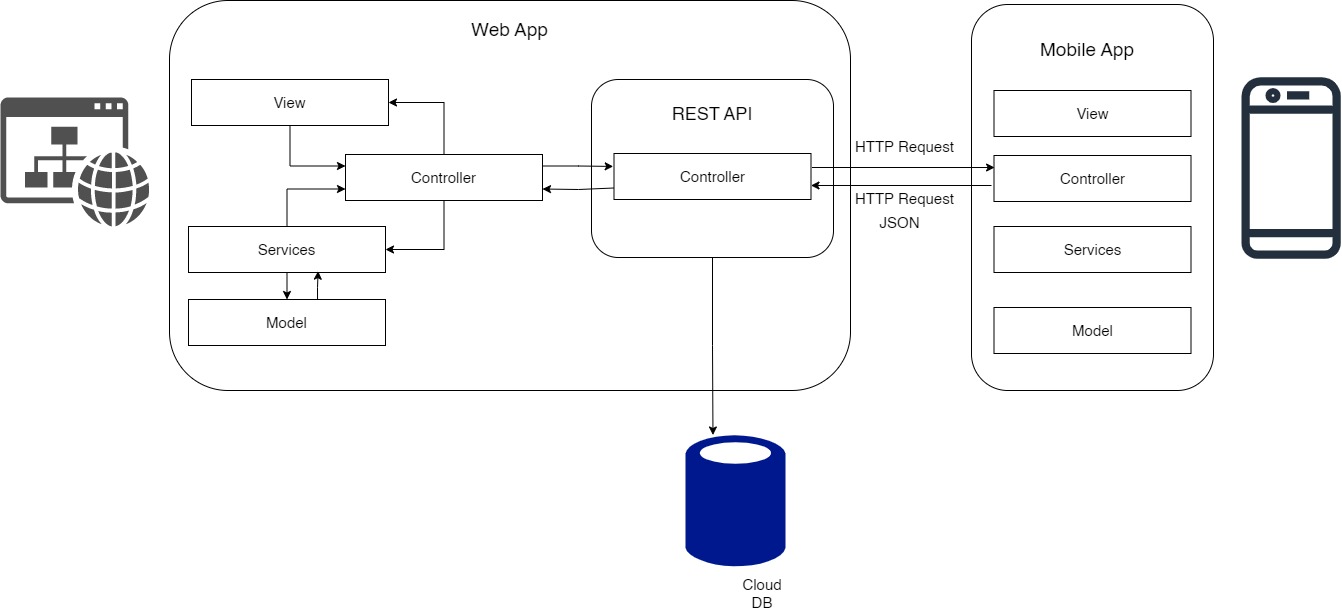 Web App
View
Controller
Services
Model
REST API
Controller
HTTP Request
HTTP Request
JSON
Mobile App
View
Controller
Services
Model
Cloud
DB